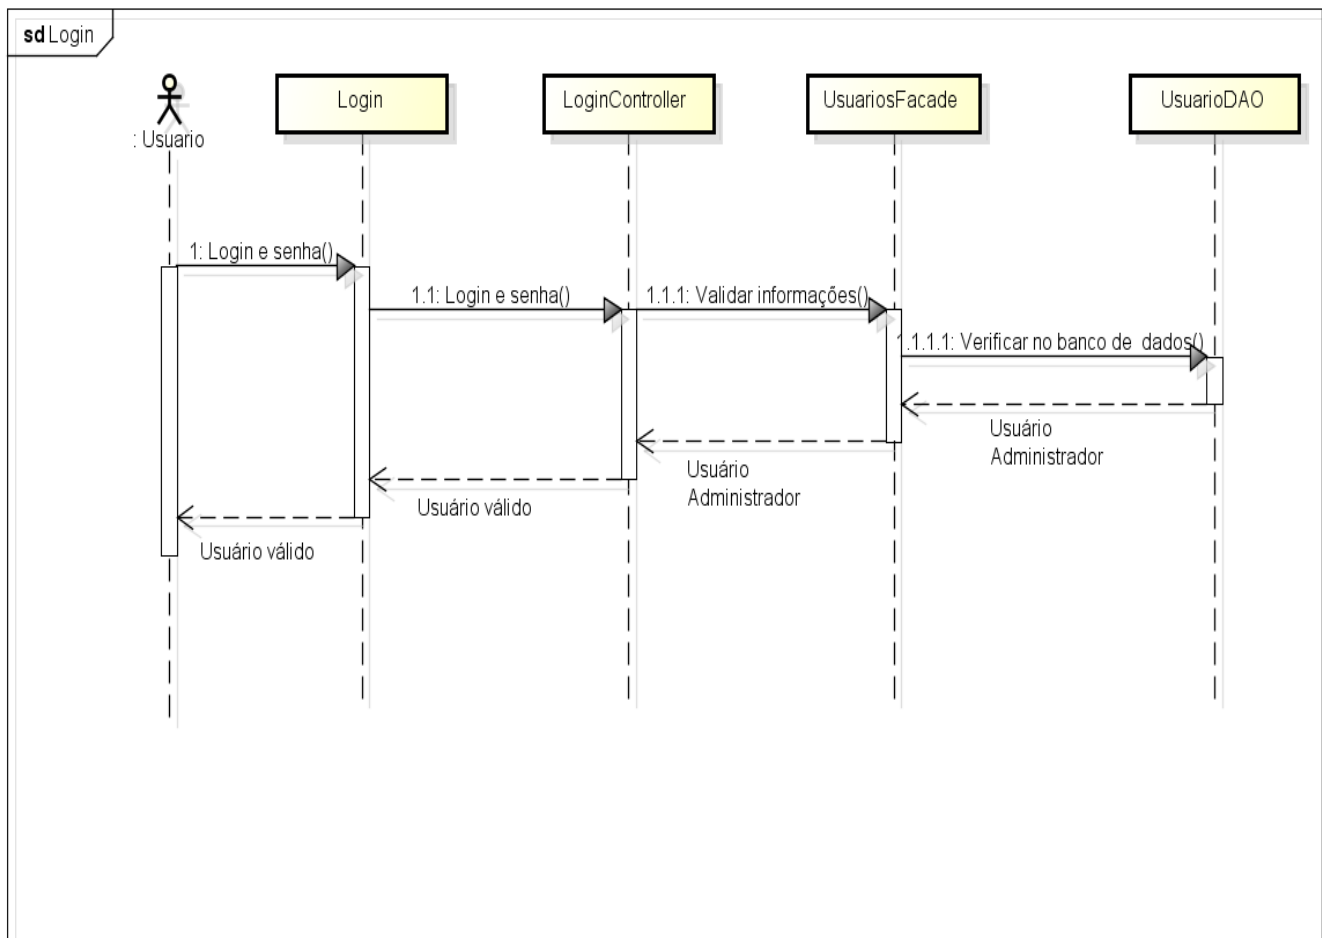 sd Login
: Usuario
Login
LoginController
UsuariosFacade
UsuarioDAO
1: Login e senha()
1.1: Login e senha()
1.1.1: Validar informações()
1.1.1.1: Verificar no banco de  dados()
Usuário
Administrador
Usuário
Administrador
Usuário válido
Usuário válido